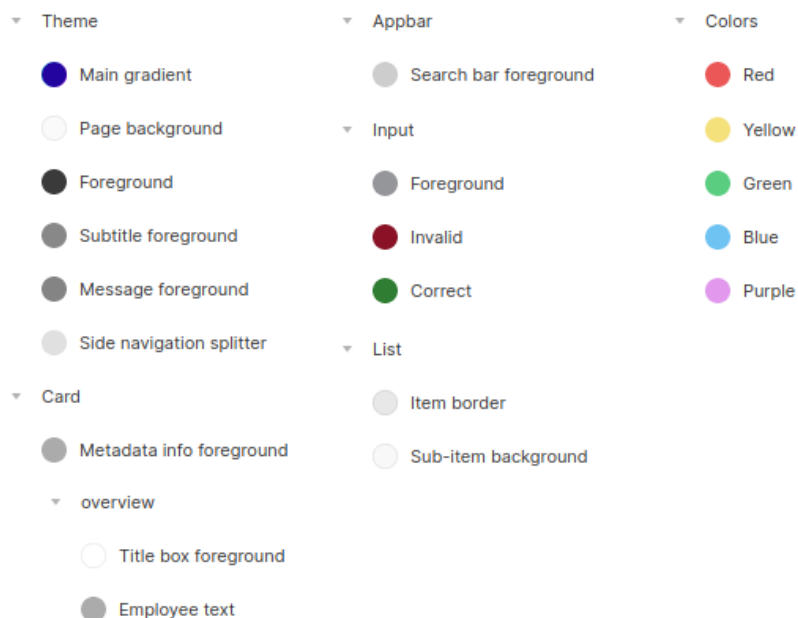 Theme
Main gradient
Page background
Foreground
Subtitle foreground
Message foreground
Side navigation splitter
Card
Metadata info foreground
overview
Title box foreground
Employee text
Appbar
Search bar foreground
Input
Foreground
Invalid
Correct
List
Item border
Sub-item background
Colors
Red
Yellow
Green
Blue
Purple